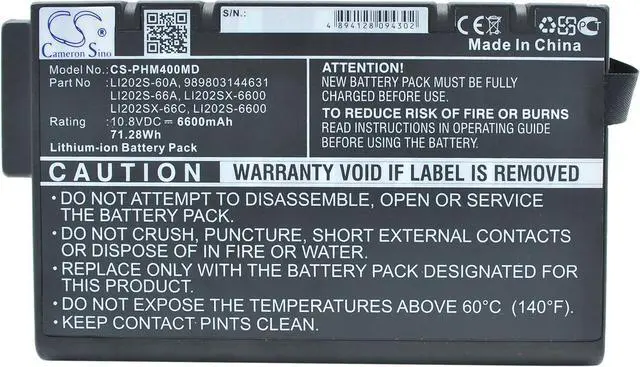 CS
Cameron Sino
S/N:
4 894128 094302
CE
Made In China
Model No. :CS-PHM400MD
Part No : LI202S-60A, 989803144631
LI202S-66A, LI202SX-6600
LI202SX-66C, LI202S-6600
Rating : 10.8VDC ⎓ 6600mAh
71.28Wh
Lithium-ion Battery Pack
NEW BATTERY PACK MUST BE FULLY
CHARGED BEFORE USE.
TO REDUCE RISK OF FIRE OR BURNS
READ INSTRUCTIONS IN OPERATING GUIDE
BEFORE BATTERY USE.
CAUTION WARRANTY VOID IF LABEL IS REMOVED
•DO NOT ATTEMPT TO DISASSEMBLE, OPEN OR SERVICE
THE BATTERY PACK.
•DO NOT CRUSH, PUNCTURE, SHORT EXTERNAL CONTACTS
OR DISPOSE OF IN FIRE OR WATER.
•REPLACE ONLY WITH THE BATTERY PACK DESIGNATED FOR
THIS PRODUCT.
•DO NOT EXPOSE THE TEMPERATURES ABOVE 60°C (140°F).
•KEEP CONTACT PINTS CLEAN.